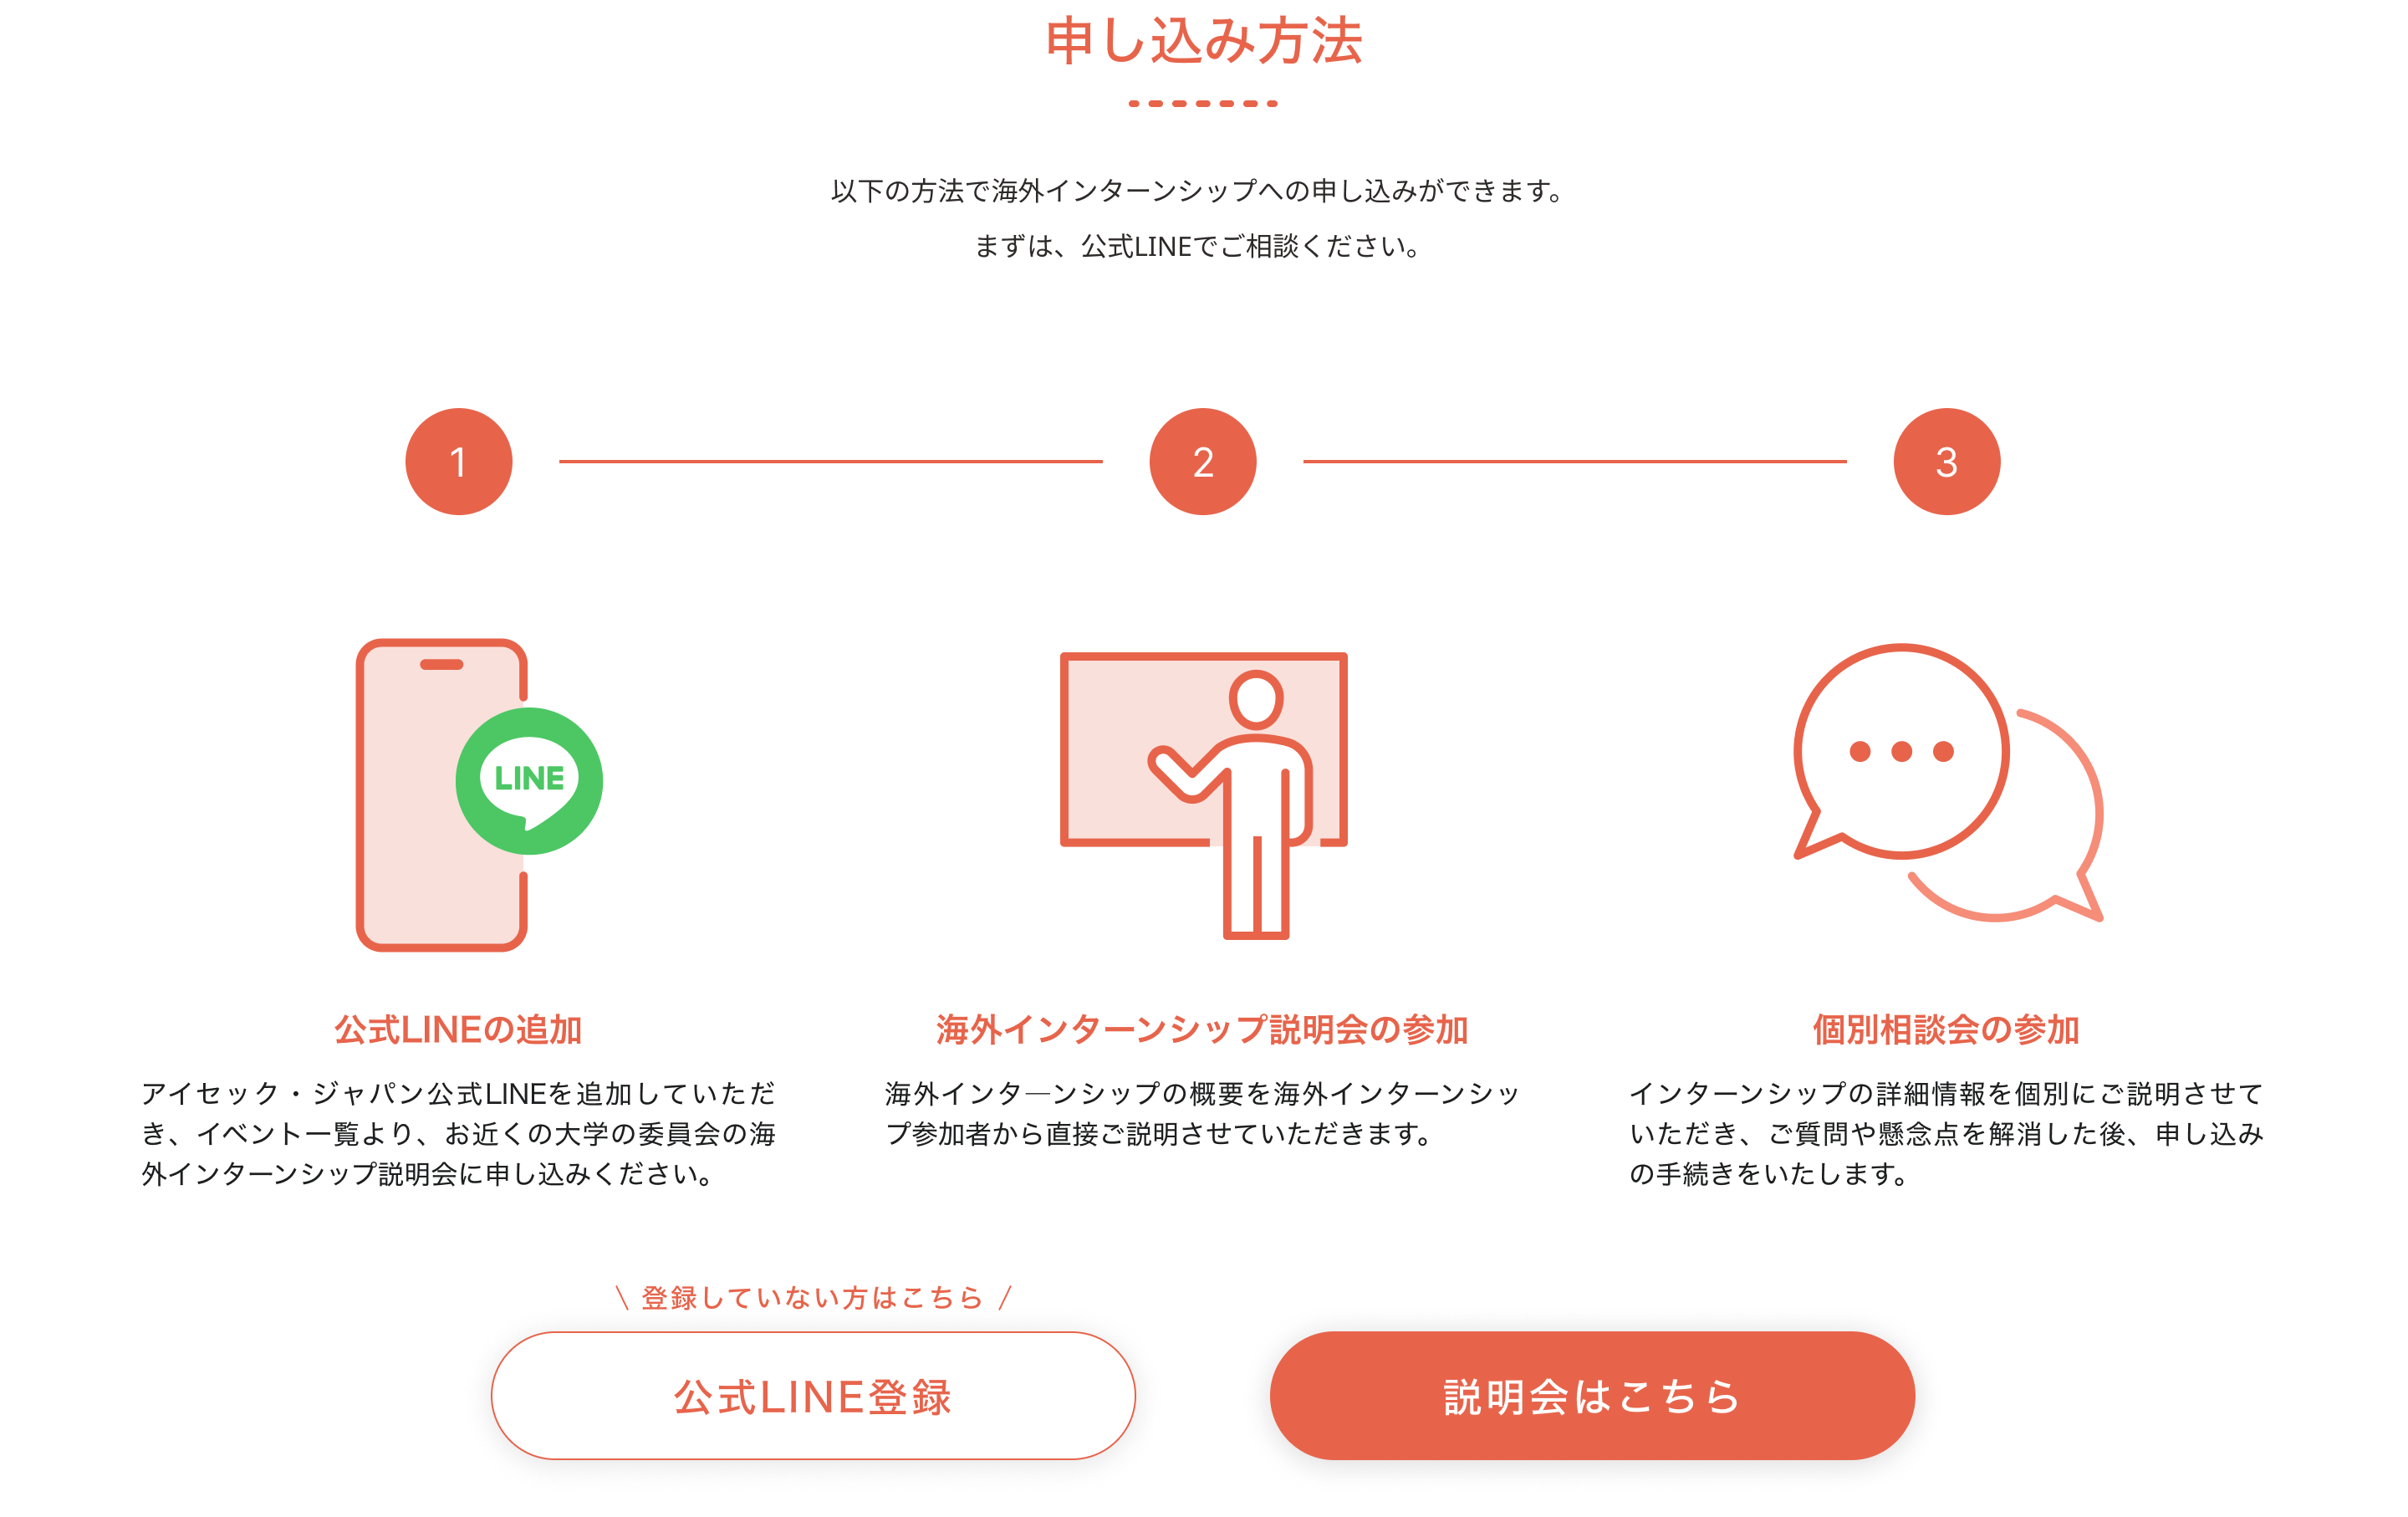 申し込み方法
以下の方法で海外インターンシップへの申し込みができます。
まずは、公式LINEでご相談ください。
1
2
3
LINE
公式LINEの追加
アイセック・ジャパン公式LINEを追加していただ
き、イベント一覧より、お近くの大学の委員会の海
外インターンシップ説明会に申し込みください。
海外インターンシップ説明会の参加
海外インタ―ンシップの概要を海外インターンシッ
プ参加者から直接ご説明させていただきます。
個別相談会の参加
インターンシップの詳細情報を個別にご説明させて
いただき、ご質問や懸念点を解消した後、申し込み
の手続きをいたします。
\ 登録していない方はこちら /
公式LINE登録
説明会はこちら